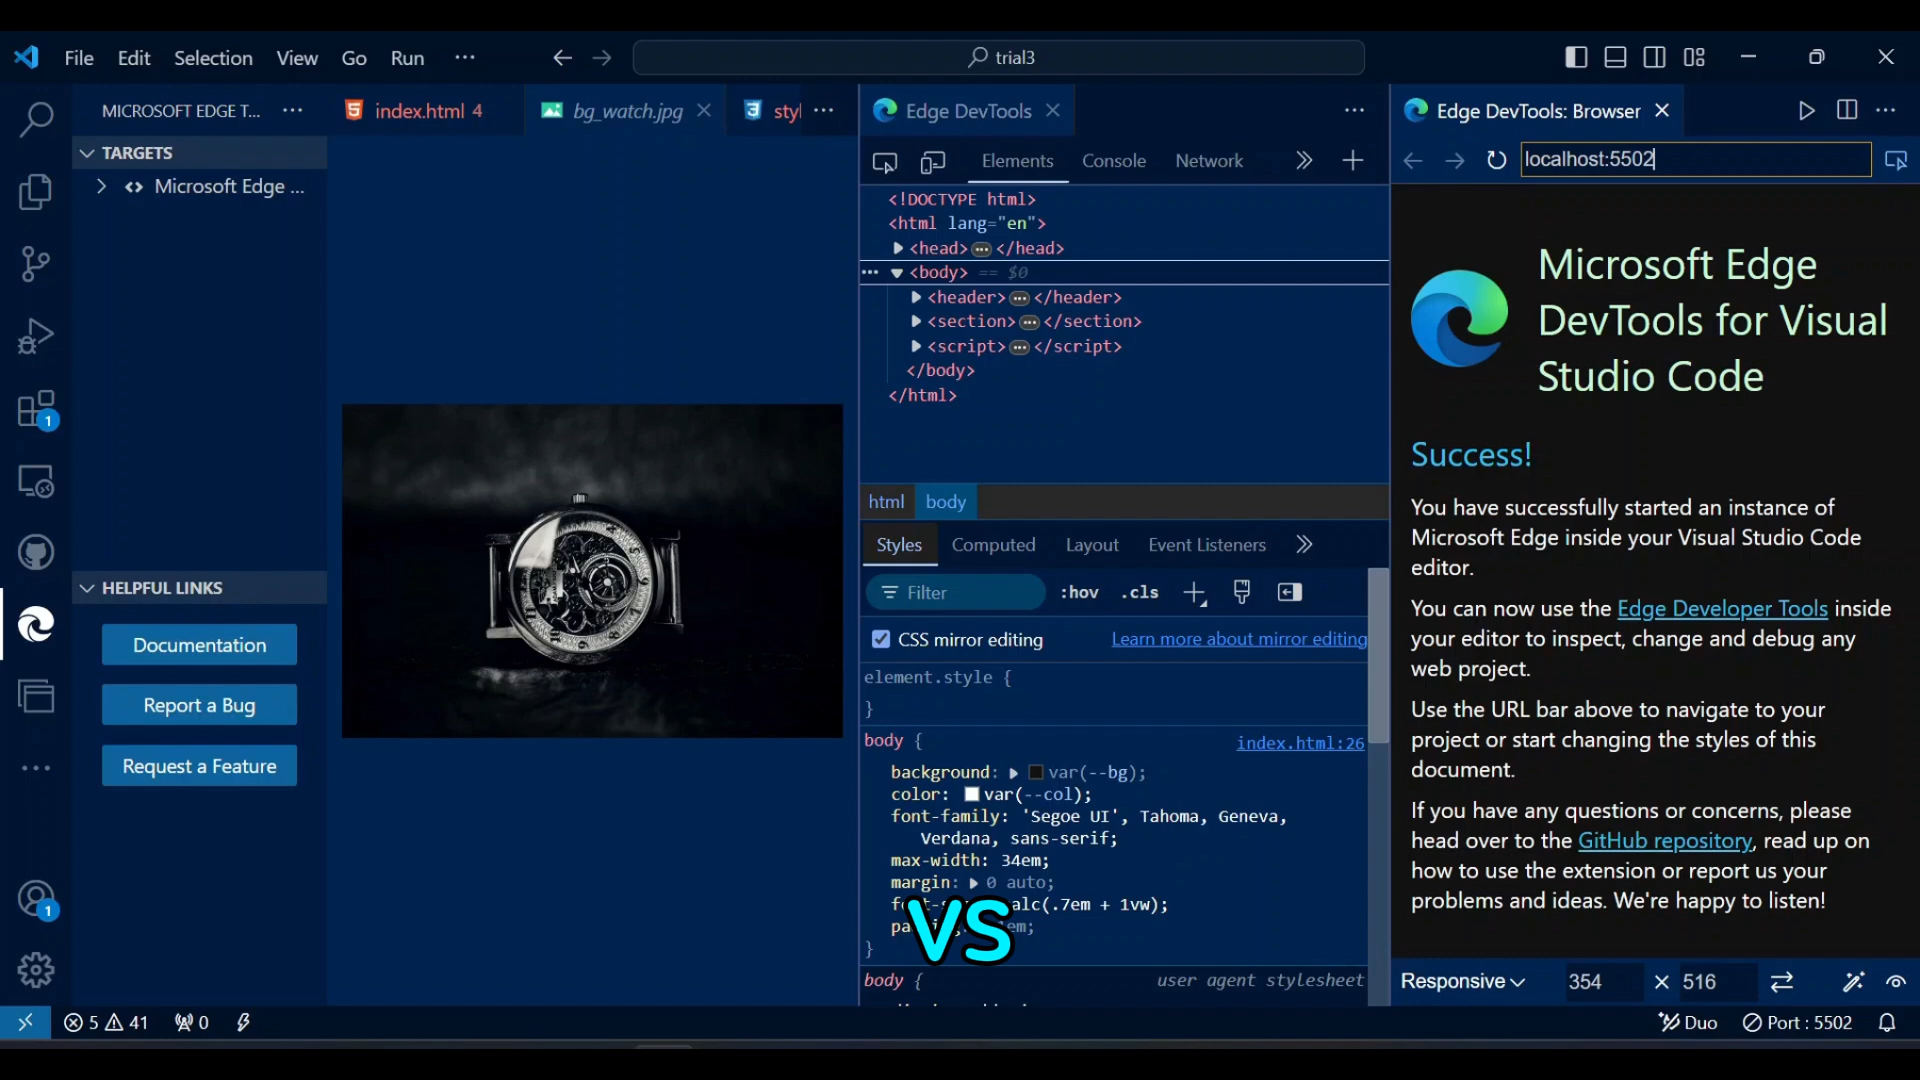 File Edit Selection View Go Run ··· trial3
MICROSOFT EDGE T... ···
TARGETS
Microsoft Edge ...
HELPFUL LINKS
Documentation
Report a Bug
Request a Feature
index.html 4 bg_watch.jpg ···
Edge DevTools ···
Elements Console Network
<!DOCTYPE html>
<html lang="en">
<head> ··· </head>
··· <body> == $0
<header> ··· </header>
<section> ··· </section>
<script> ··· </script>
</body>
</html>
html body
Styles Computed Layout Event Listeners
Filter :hov .cls
CSS mirror editing Learn more about mirror editing
element.style {
}
body { index.html:26
background: var(--bg);
color: var(--col);
font-family: 'Segoe UI', Tahoma, Geneva,
Verdana, sans-serif;
max-width: 34em;
margin: 0 auto;
(.7em + 1vw);
}
VS
body { user agent stylesheet
Edge DevTools: Browser ···
localhost:5502
Microsoft Edge
DevTools for Visual
Studio Code
Success!
You have successfully started an instance of
Microsoft Edge inside your Visual Studio Code
editor.
You can now use the Edge Developer Tools inside
your editor to inspect, change and debug any
web project.
Use the URL bar above to navigate to your
project or start changing the styles of this
document.
If you have any questions or concerns, please
head over to the GitHub repository, read up on
how to use the extension or report us your
problems and ideas. We're happy to listen!
Responsive 354 × 516
1
1
5 41 0 Duo Port : 5502